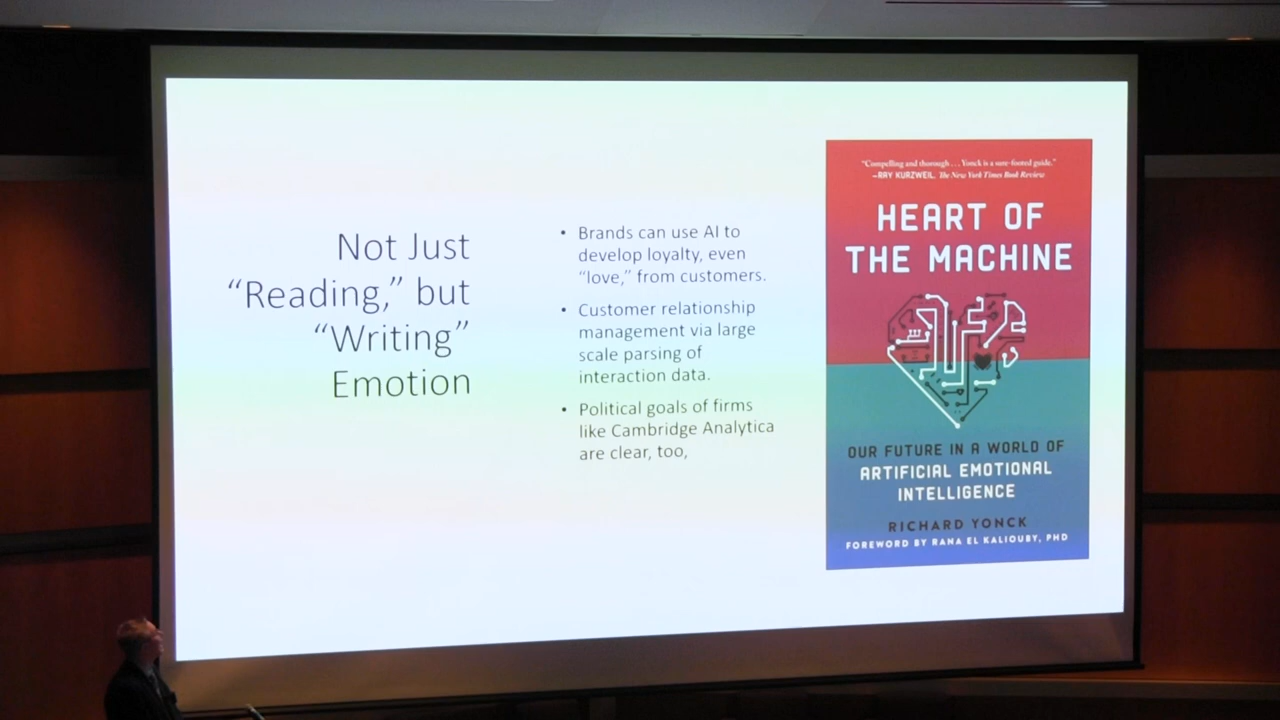 Not Just
“Reading,” but
“Writing”
Emotion
• Brands can use AI to
develop loyalty, even
“love,” from customers.
• Customer relationship
management via large
scale parsing of
interaction data.
• Political goals of firms
like Cambridge Analytica
are clear, too,
“Compelling and thorough . . . Yonck is a sure-footed guide.”
—RAY KURZWEIL, The New York Times Book Review
HEART OF
THE MACHINE
OUR FUTURE IN A WORLD OF
ARTIFICIAL EMOTIONAL
INTELLIGENCE
RICHARD YONCK
FOREWORD BY RANA EL KALIOUBY, PHD